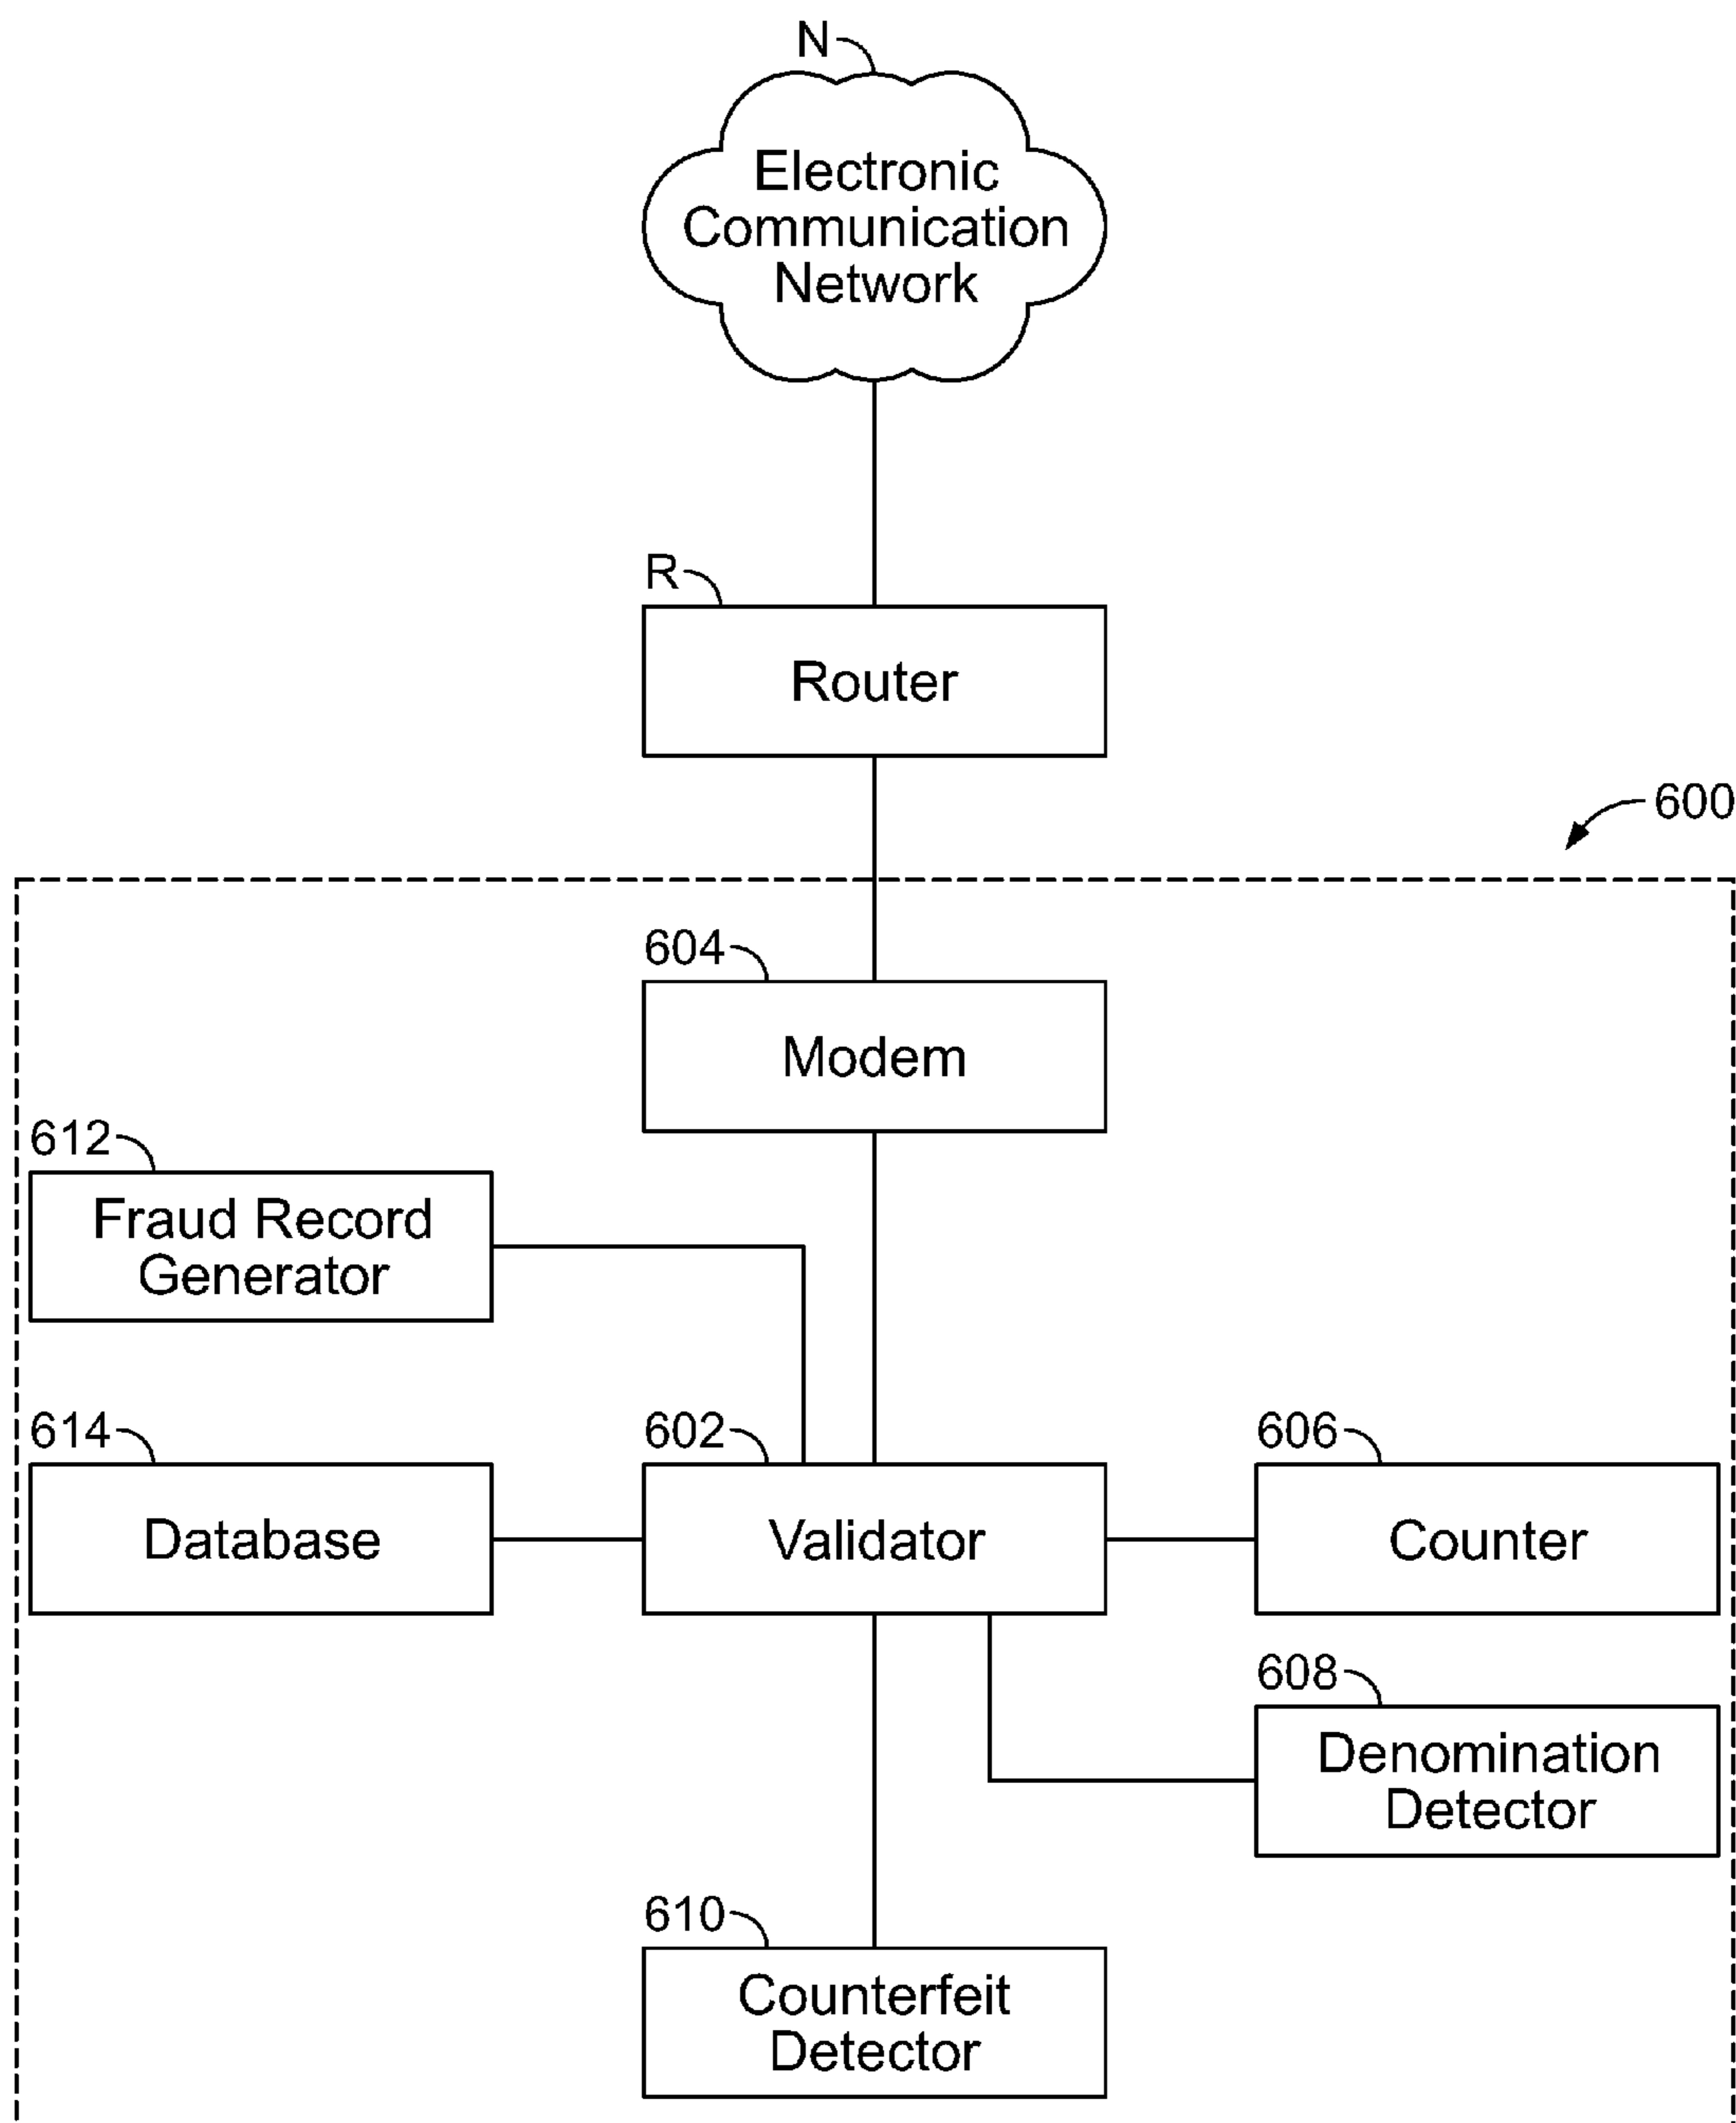 N
Electronic
Communication
Network
R
Router
600
604
Modem
612
Fraud Record
Generator
614
Database
602
Validator
606
Counter
608
Denomination
Detector
610
Counterfeit
Detector